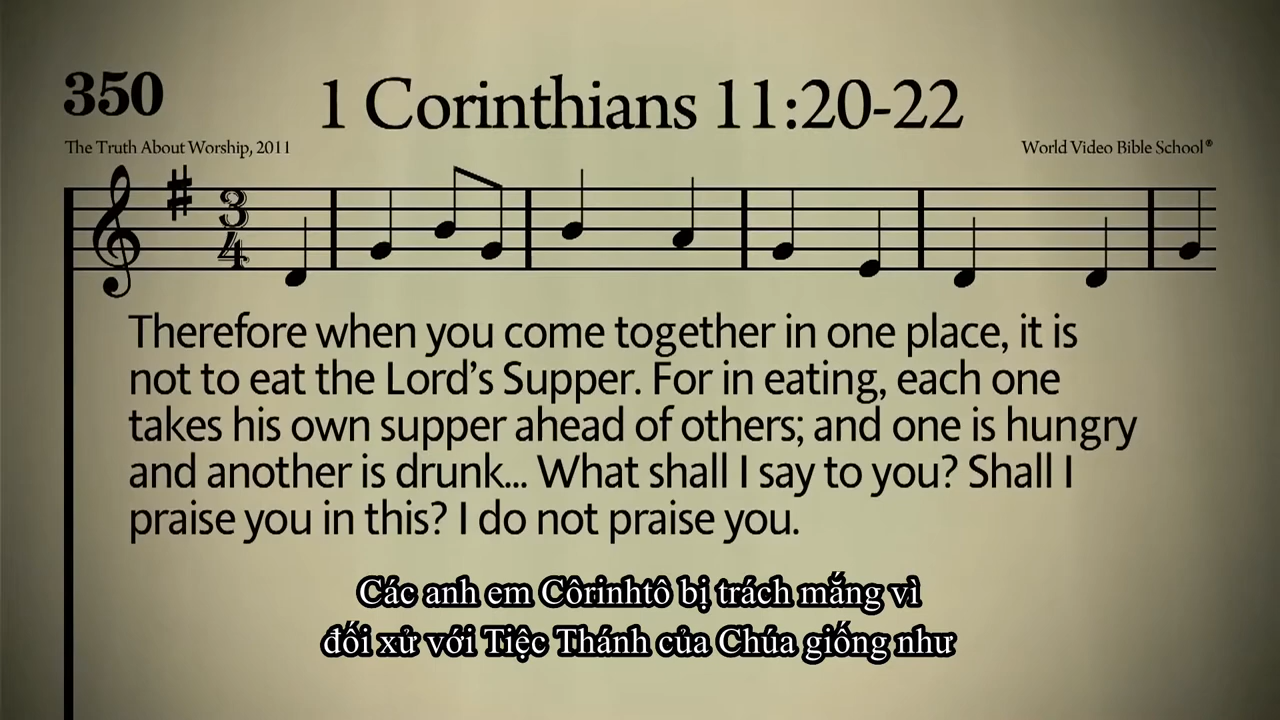 350
1 Corinthians 11:20-22
The Truth About Worship, 2011
World Video Bible School®
3
4
Therefore when you come together in one place, it is
not to eat the Lord’s Supper. For in eating, each one
takes his own supper ahead of others; and one is hungry
and another is drunk... What shall I say to you? Shall I
praise you in this? I do not praise you.
Các anh em Côrinhtô bị trách mắng vì
đối xử với Tiệc Thánh của Chúa giống như